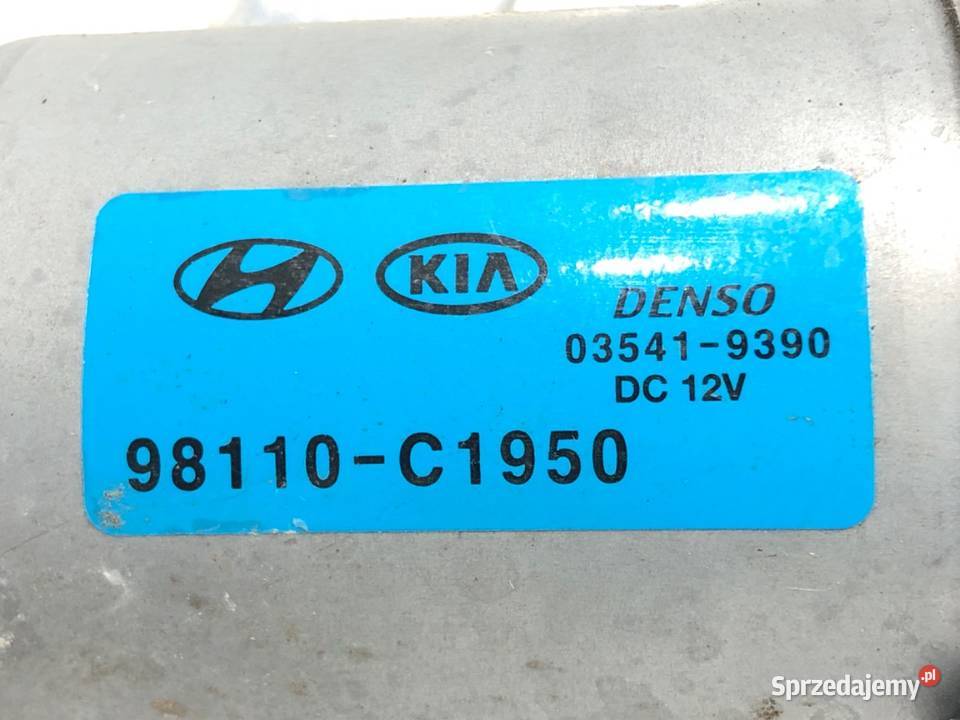 KIA
DENSO
03541-9390
DC 12V
98110-C1950
Sprzedajemy.pl